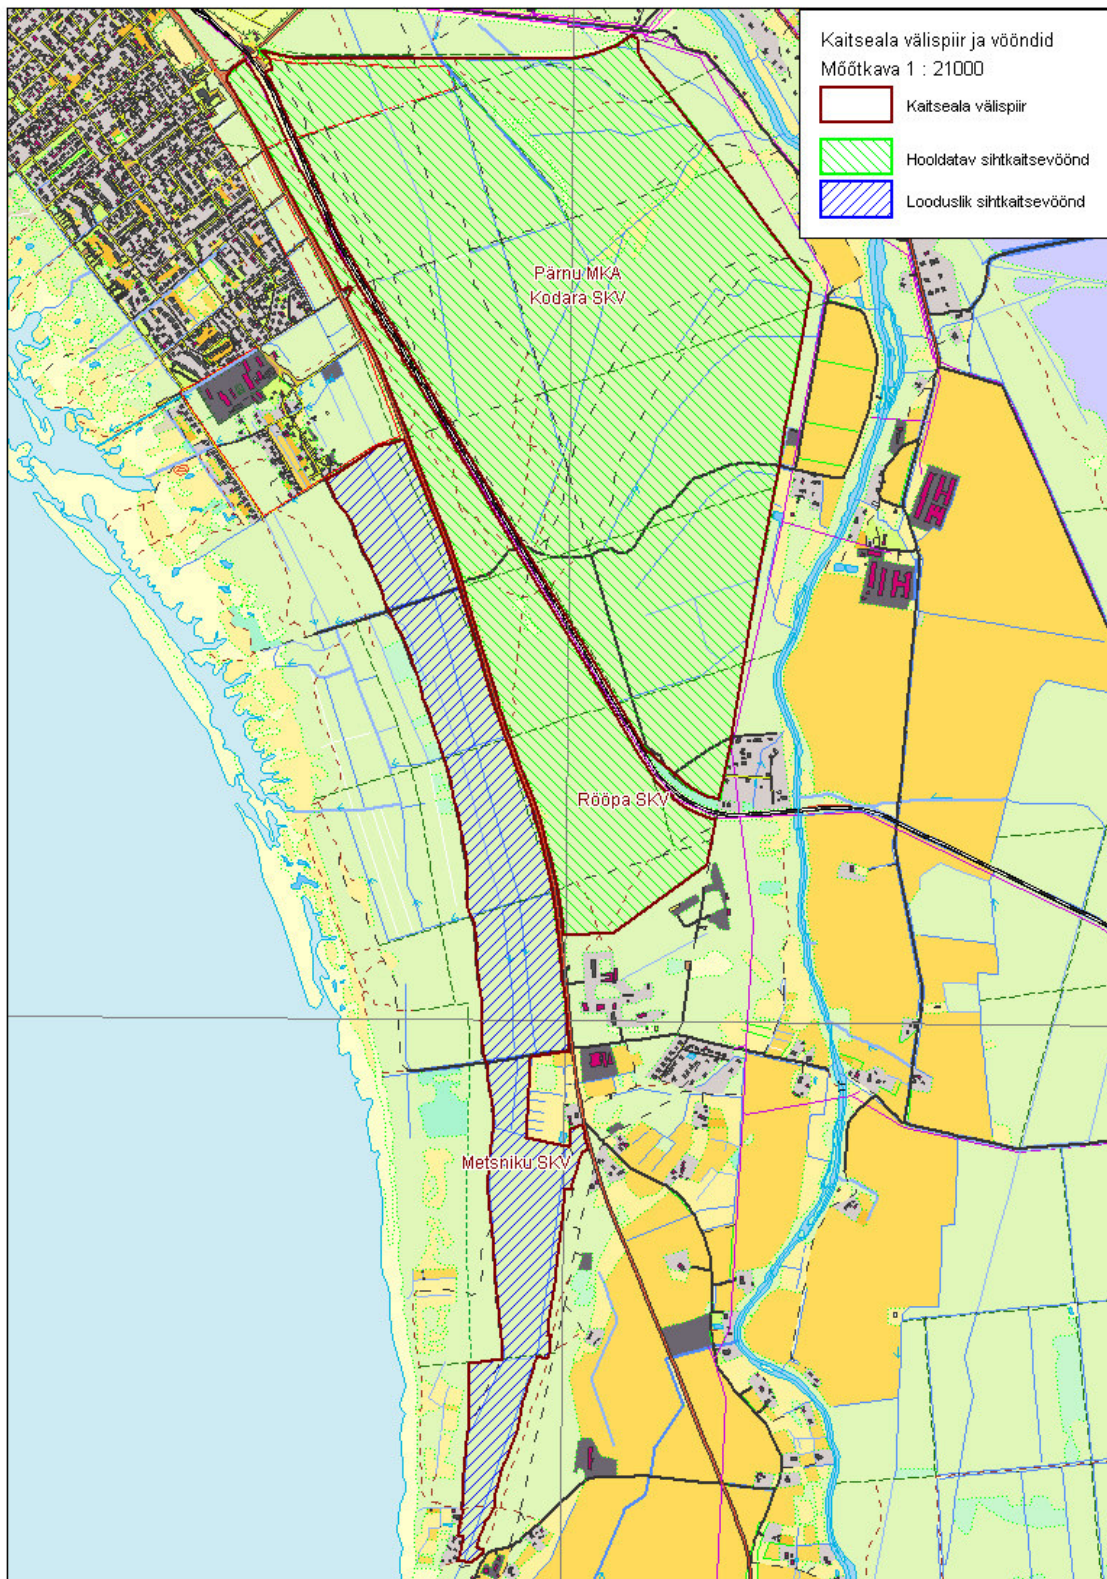 Kaitseala välispiir ja vööndid
Mõõtkava 1 : 21000
Kaitseala välispiir
Hooldatav sihtkaitsevöönd
Looduslik sihtkaitsevöönd
Pärnu MKA
Kodara SKV
Rööpa SKV
Metsniku SKV